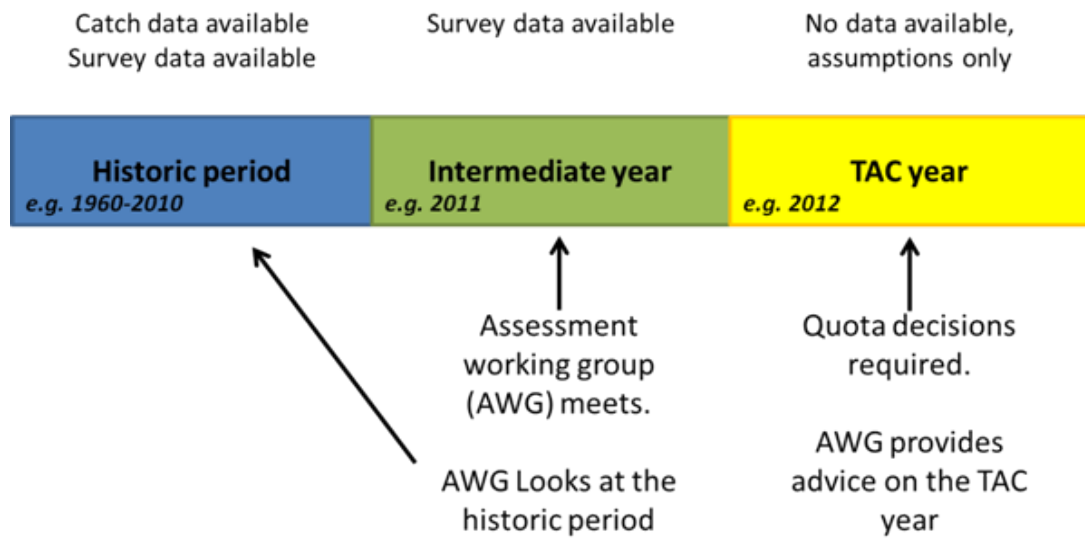 Catch data available
Survey data available
Survey data available
No data available,
assumptions only
Historic period
e.g. 1960-2010
Intermediate year
e.g. 2011
TAC year
e.g. 2012
Assessment
working group
(AWG) meets.
AWG Looks at the
historic period
Quota decisions
required.
AWG provides
advice on the TAC
year